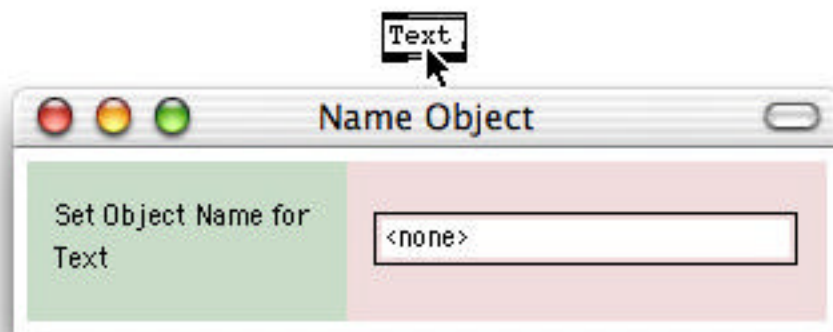 Text
Name Object
Set Object Name for
Text
<none>